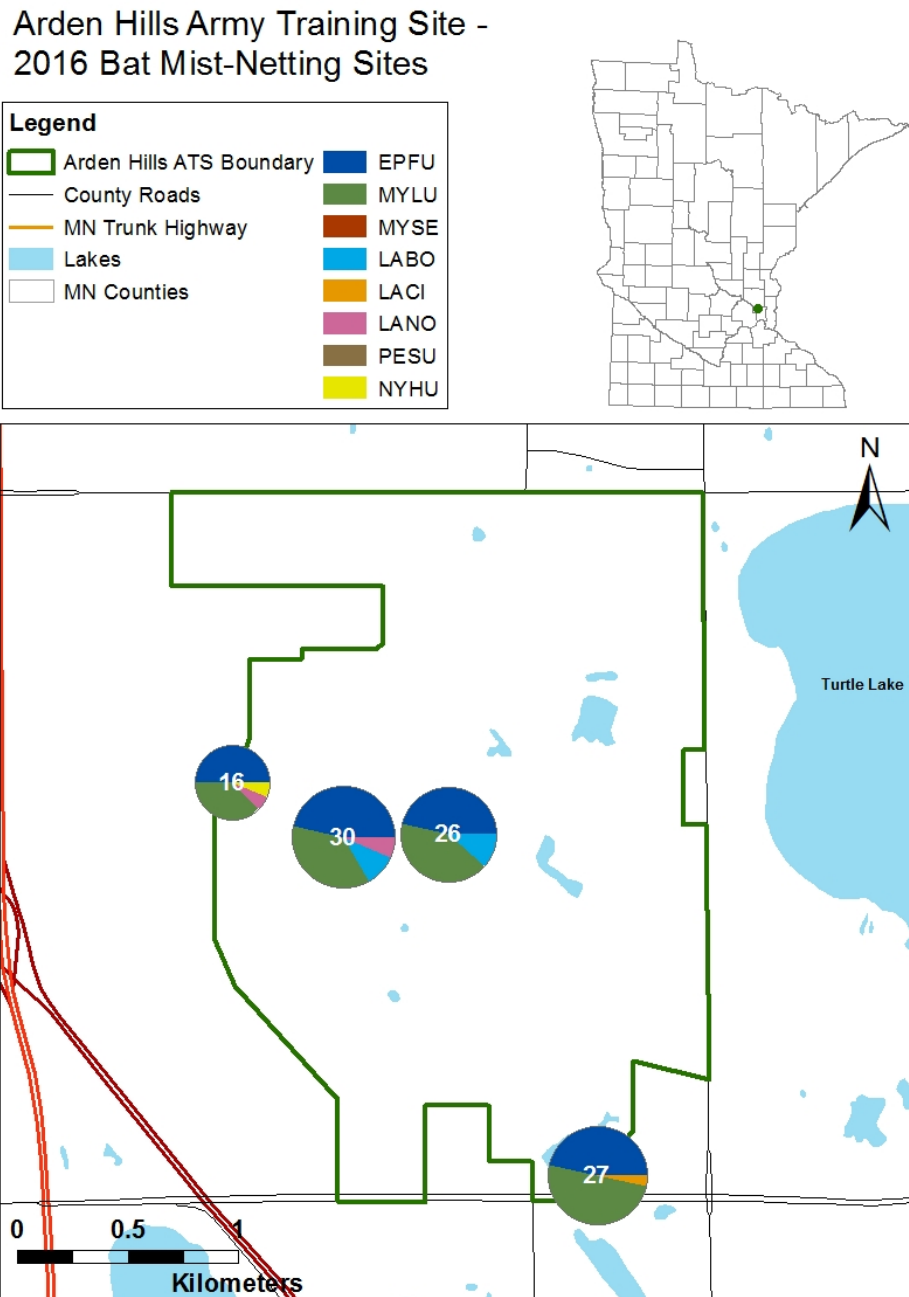 Arden Hills Army Training Site -
2016 Bat Mist-Netting Sites
Legend
Arden Hills ATS Boundary
County Roads
MN Trunk Highway
Lakes
MN Counties
EPFU
MYLU
MYSE
LABO
LACI
LANO
PESU
NYHU
N
Turtle Lake
16
30
26
27
0 0.5 1
Kilometers